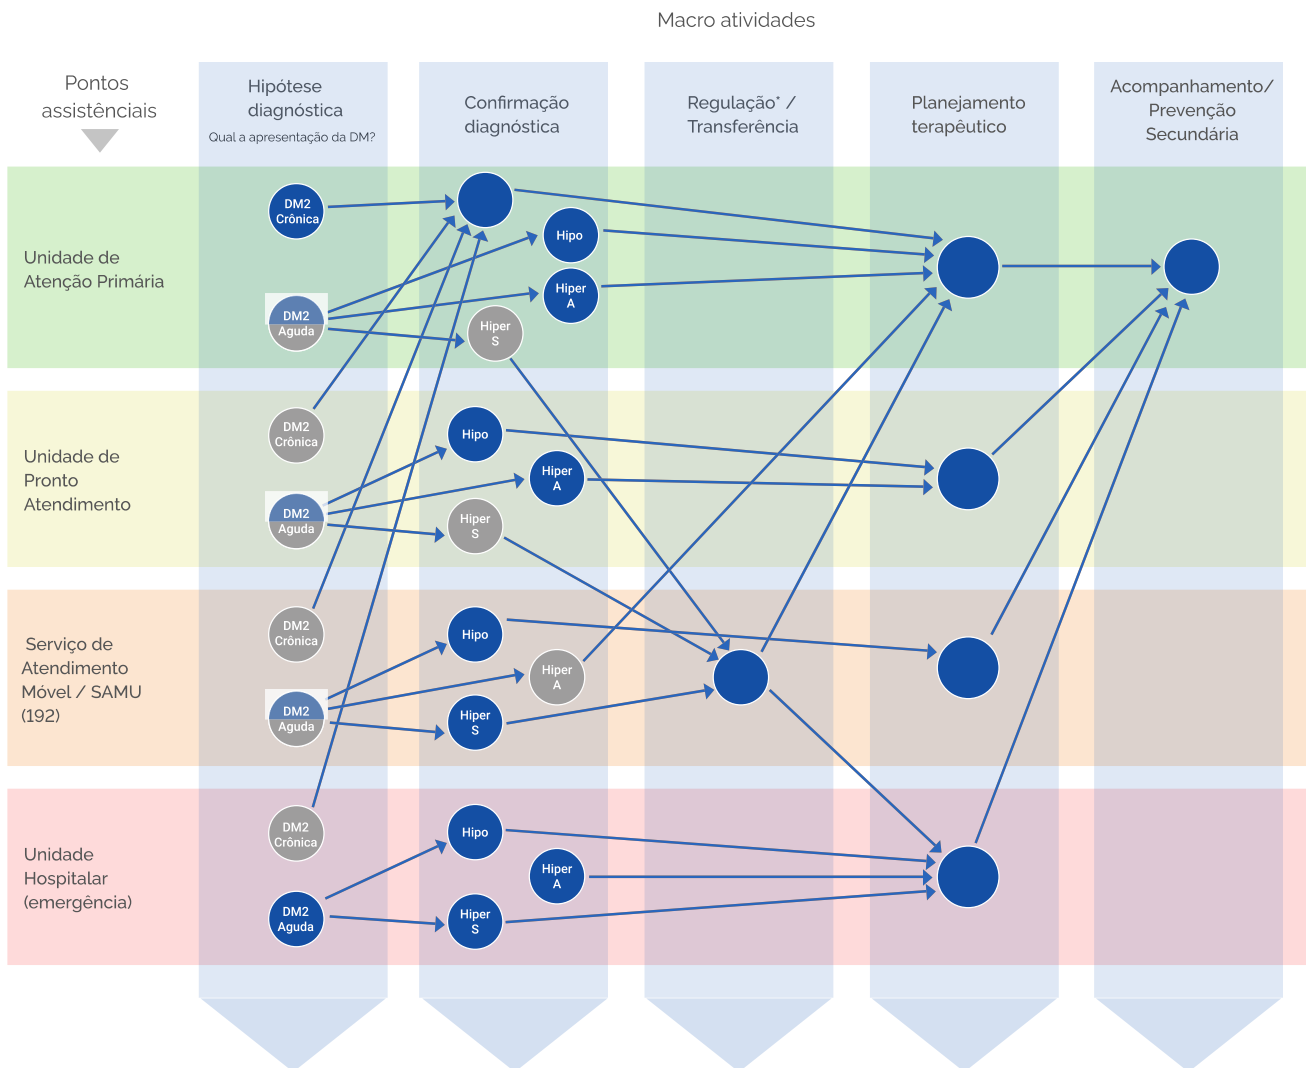 Macro atividades
Pontos
assistênciais
Hipótese
diagnóstica
Qual a apresentação da DM?
Confirmação
diagnóstica
Regulação* /
Transferência
Planejamento
terapêutico
Acompanhamento/
Prevenção
Secundária
Unidade de
Atenção Primária
DM2
Crônica
DM2
Aguda
Hipo
Hiper
A
Hiper
S
Unidade de
Pronto
Atendimento
DM2
Crônica
DM2
Aguda
Hipo
Hiper
A
Hiper
S
Serviço de
Atendimento
Móvel / SAMU
(192)
DM2
Crônica
DM2
Aguda
Hipo
Hiper
A
Hiper
S
Unidade
Hospitalar
(emergência)
DM2
Crônica
DM2
Aguda
Hipo
Hiper
A
Hiper
S